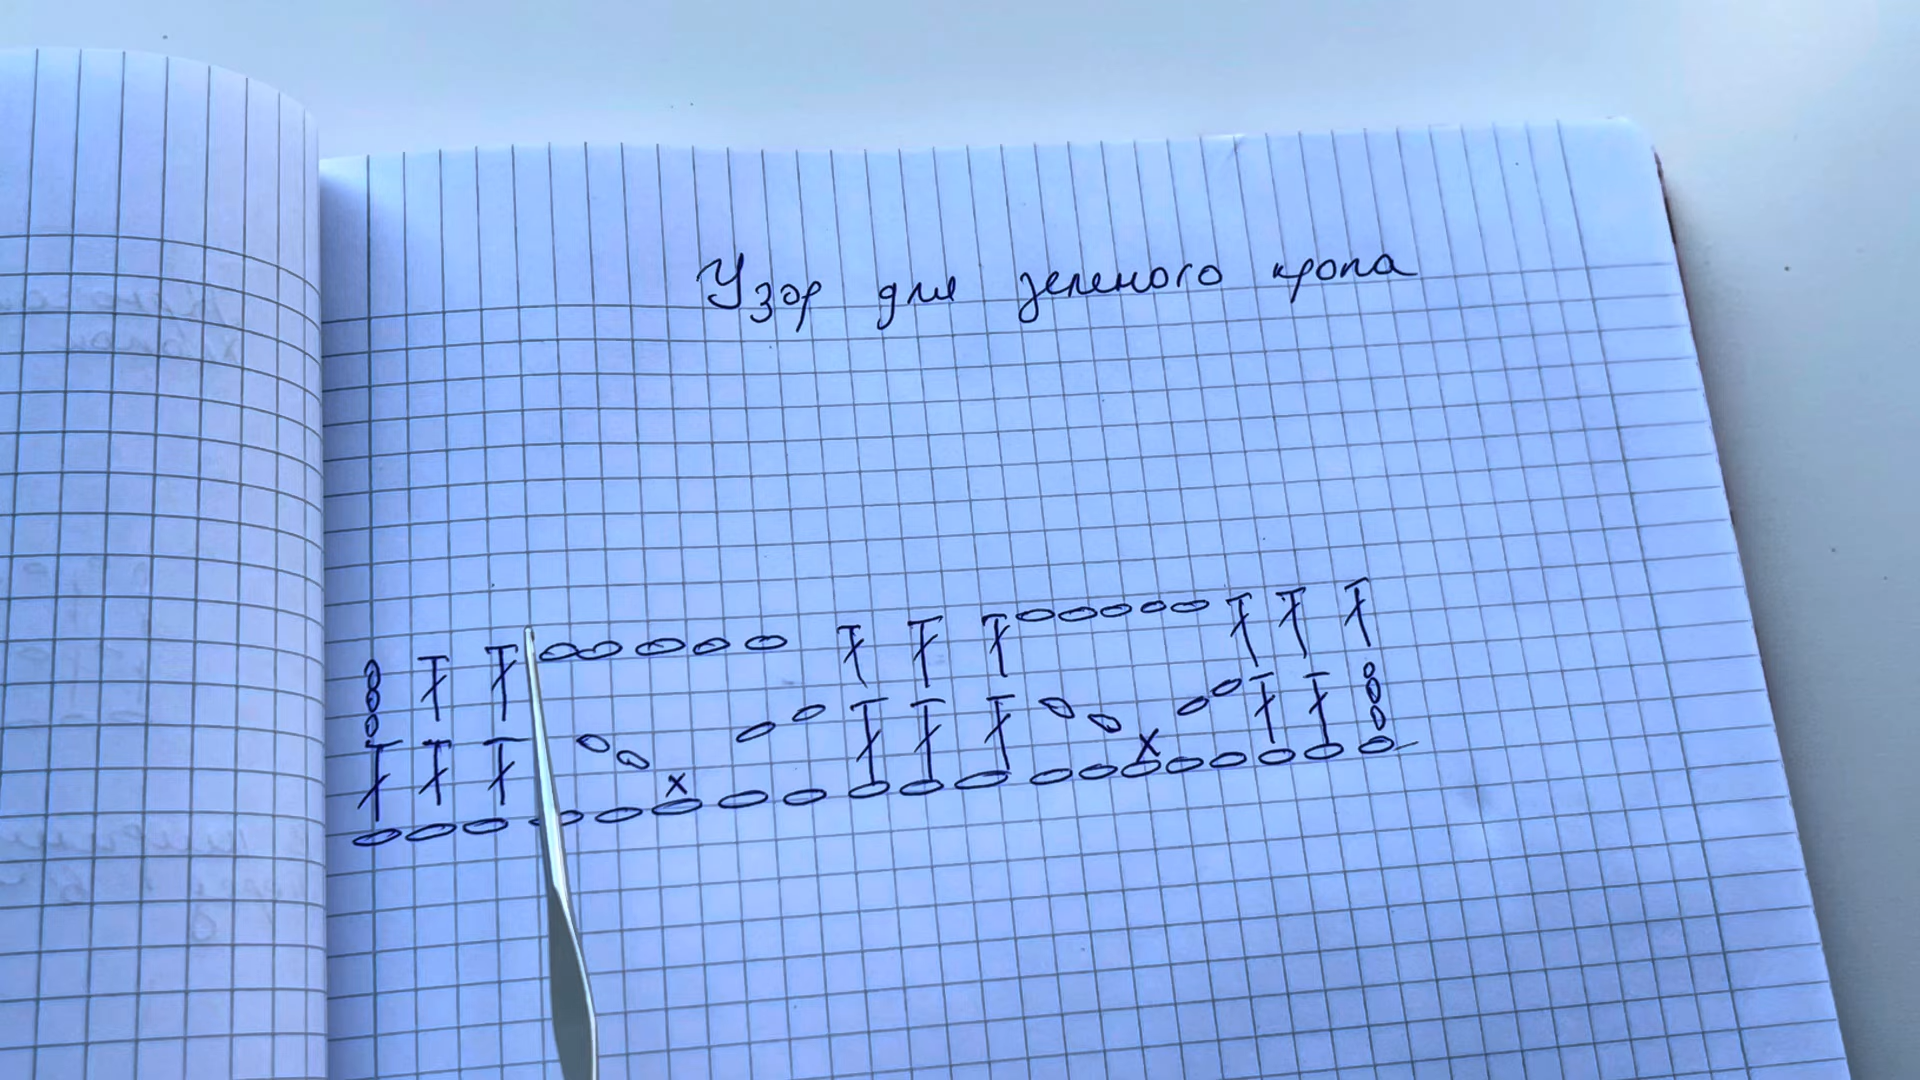 Узор для зеленого кропа